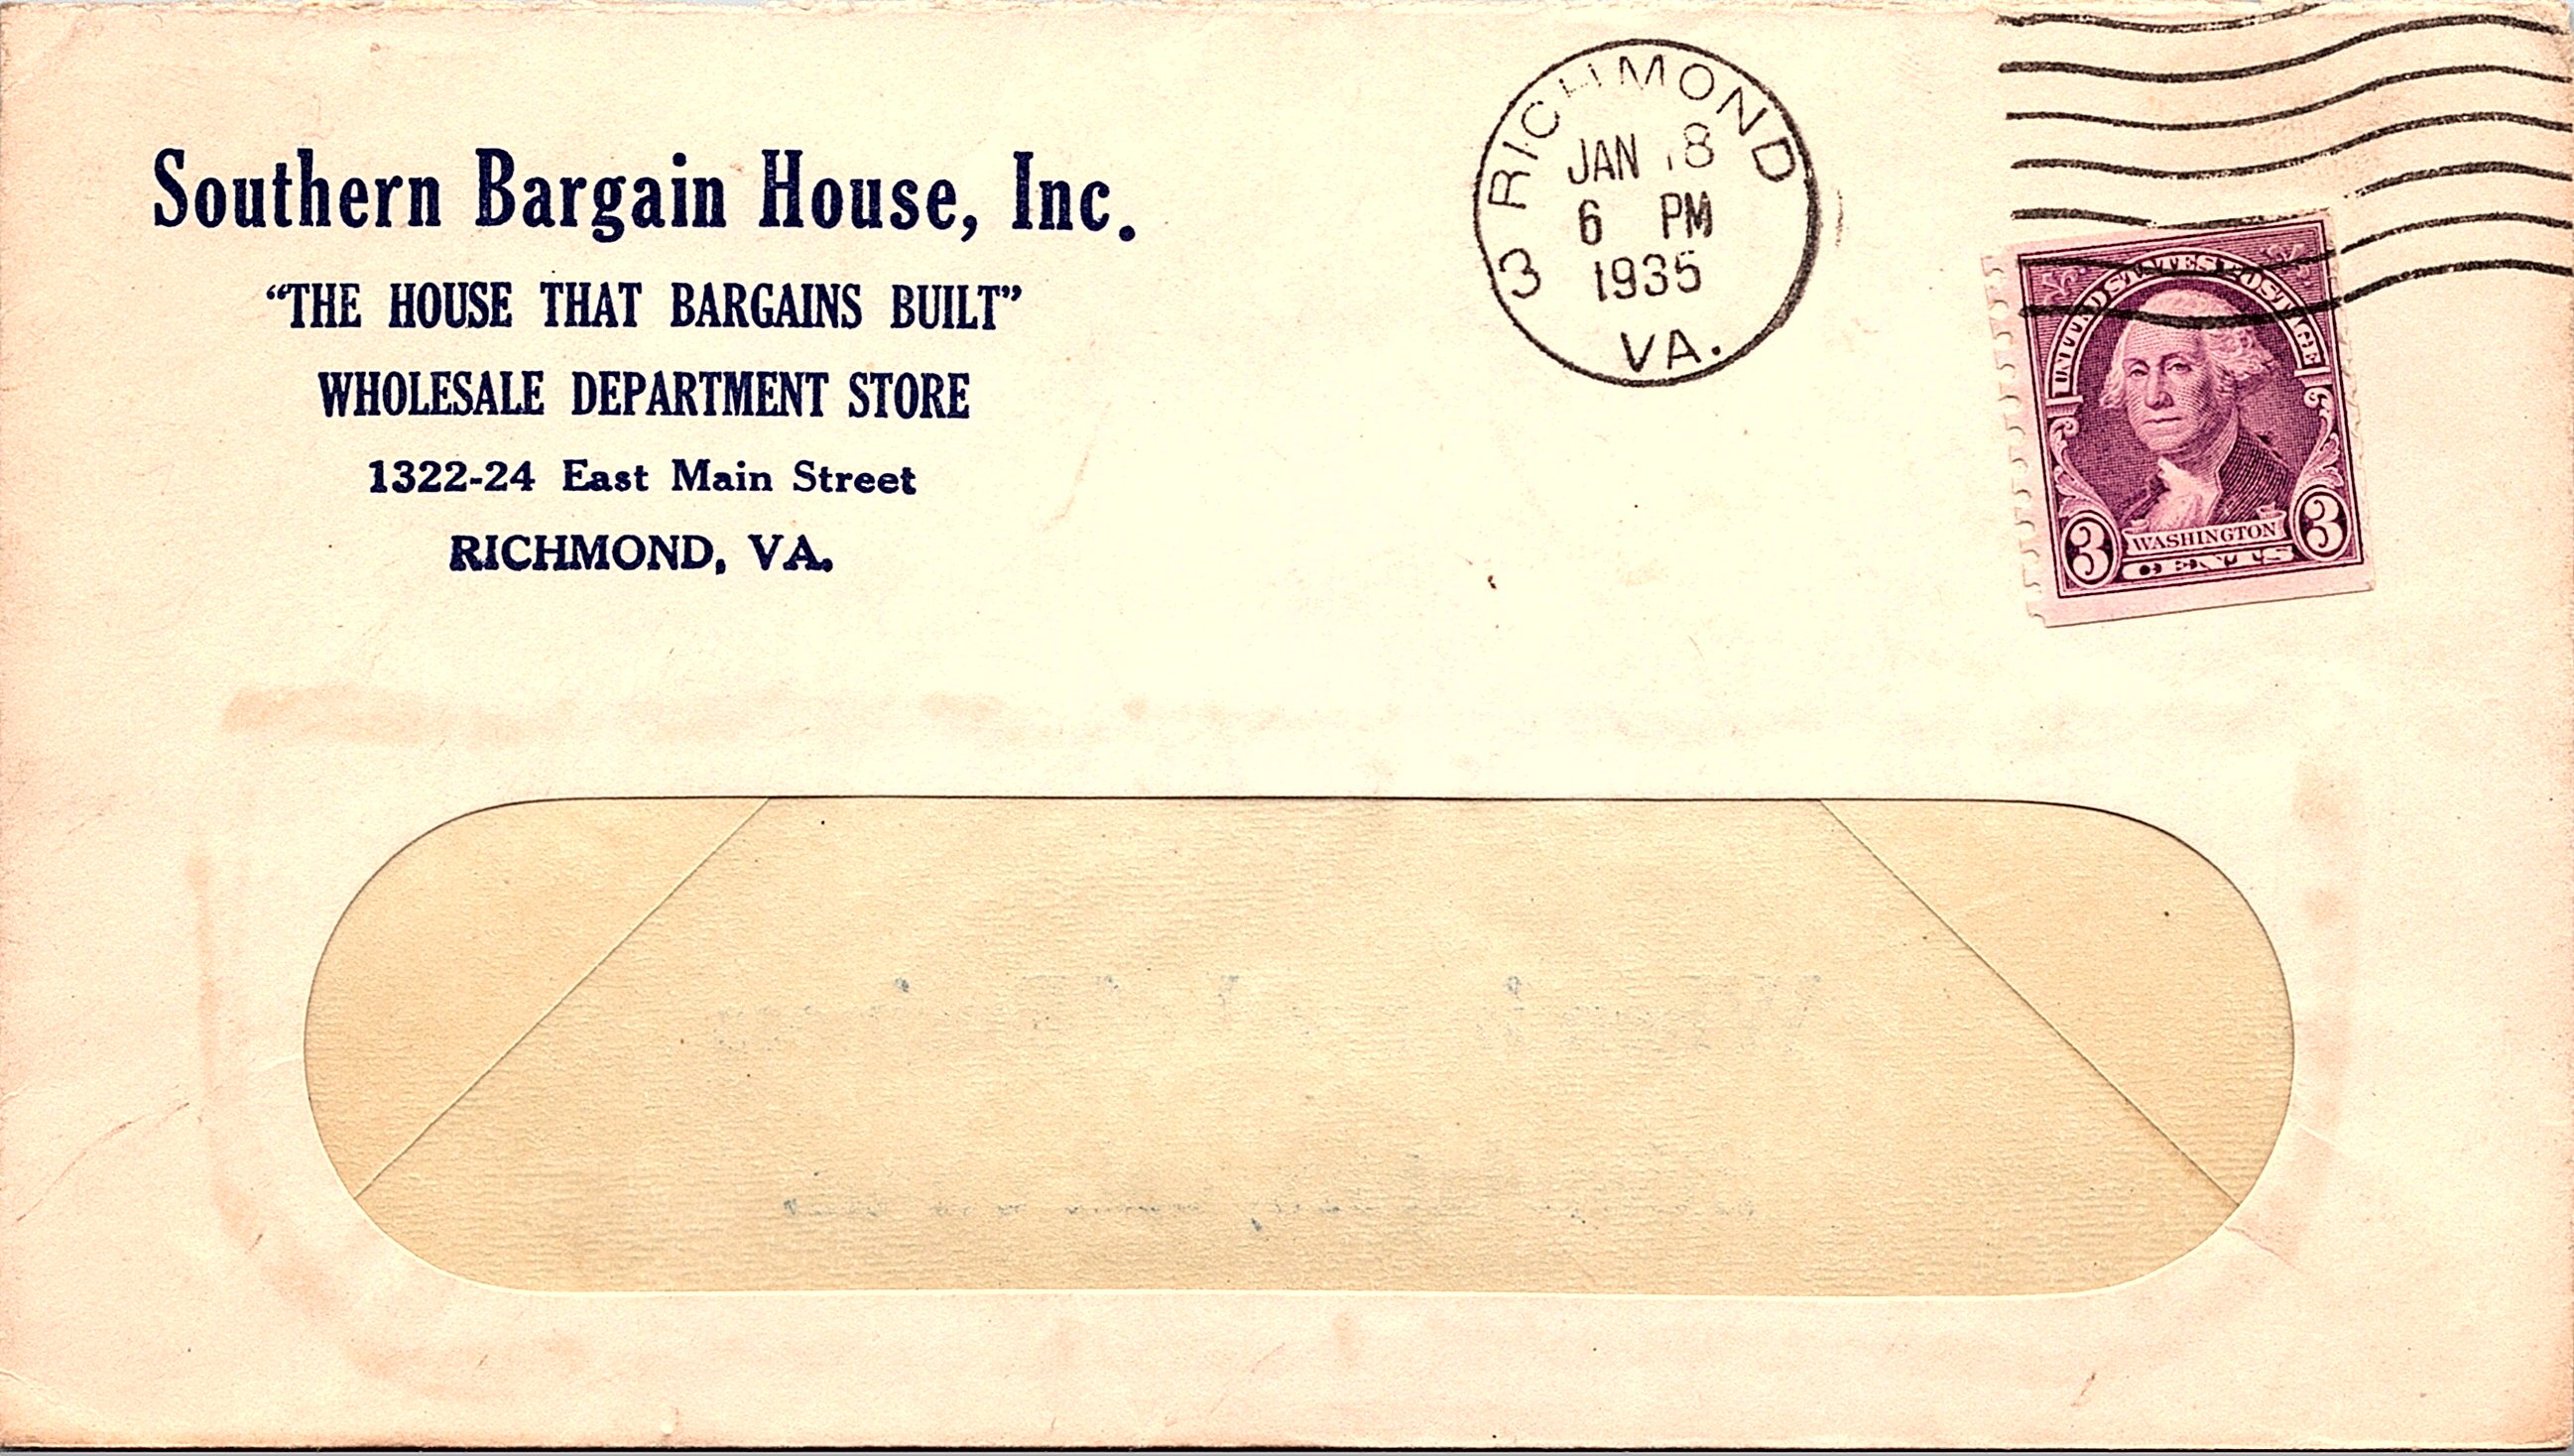 Southern Bargain House, Inc.
"THE HOUSE THAT BARGAINS BUILT"
WHOLESALE DEPARTMENT STORE
1322-24 East Main Street
RICHMOND, VA.
3 RICHMOND
JAN 18
6 PM
1935
VA.
UNITED STATES POSTAGE
WASHINGTON
3 CENTS 3